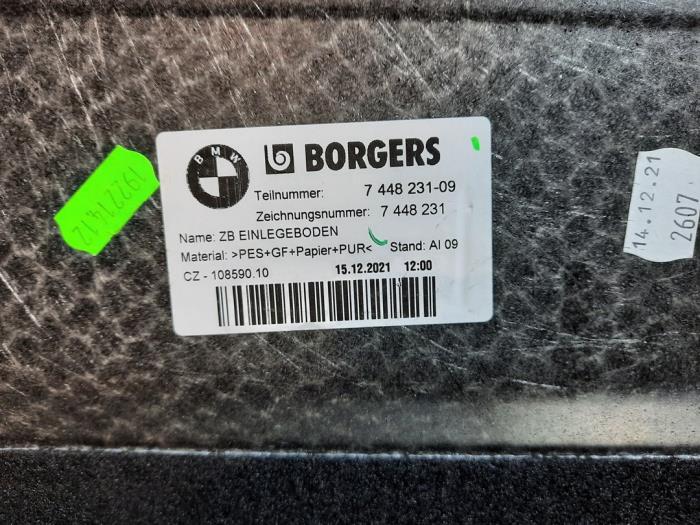 BMW
BORGERS
Teilnummer: 7 448 231-09
Zeichnungsnummer: 7 448 231
Name: ZB EINLEGEBODEN
Material: >PES+GF+Papier+PUR< Stand: AI 09
CZ - 108590.10 15.12.2021 12:00
14.12.21
2607